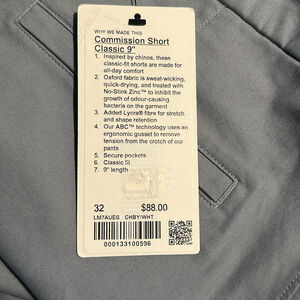 WHY WE MADE THIS
Commission Short
Classic 9"
1. Inspired by chinos, these
classic-fit shorts are made for
all-day comfort
2. Oxford fabric is sweat-wicking,
quick-drying, and treated with
No-Stink Zinc™ to inhibit the
growth of odour-causing
bacteria on the garment
3. Added Lycra® fibre for stretch
and shape retention
4. Our ABC™ technology uses an
ergonomic gusset to remove
tension from the crotch of our
pants
5. Secure pockets
6. Classic fit
7. 9" length
32 $88.00
LM7AUES CHBY/WHT
000133100596